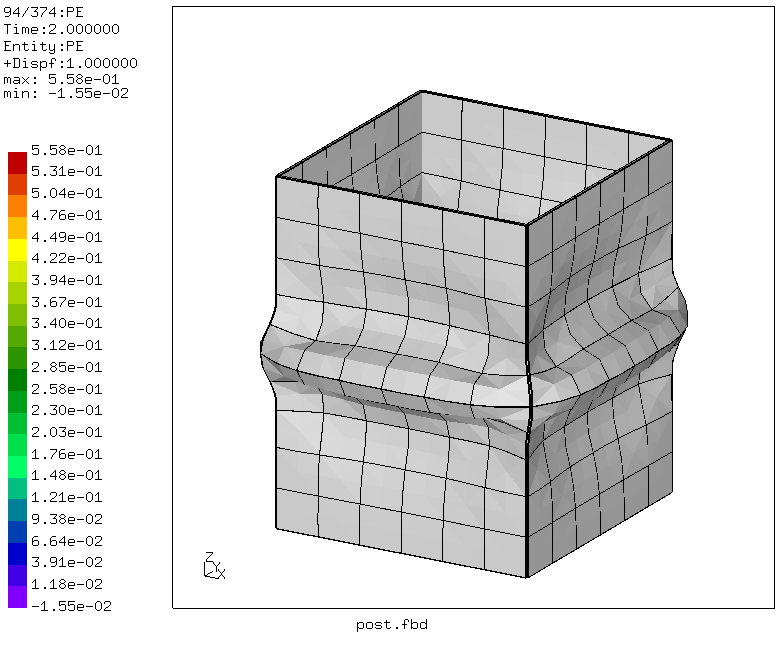 94/374:PE
Time:2.000000
Entity:PE
+Dispf:1.000000
max: 5.58e-01
min: -1.55e-02
5.58e-01
5.31e-01
5.04e-01
4.76e-01
4.49e-01
4.22e-01
3.94e-01
3.67e-01
3.40e-01
3.12e-01
2.85e-01
2.58e-01
2.30e-01
2.03e-01
1.76e-01
1.48e-01
1.21e-01
9.38e-02
6.64e-02
3.91e-02
1.18e-02
-1.55e-02
Z
Y
X
post.fbd